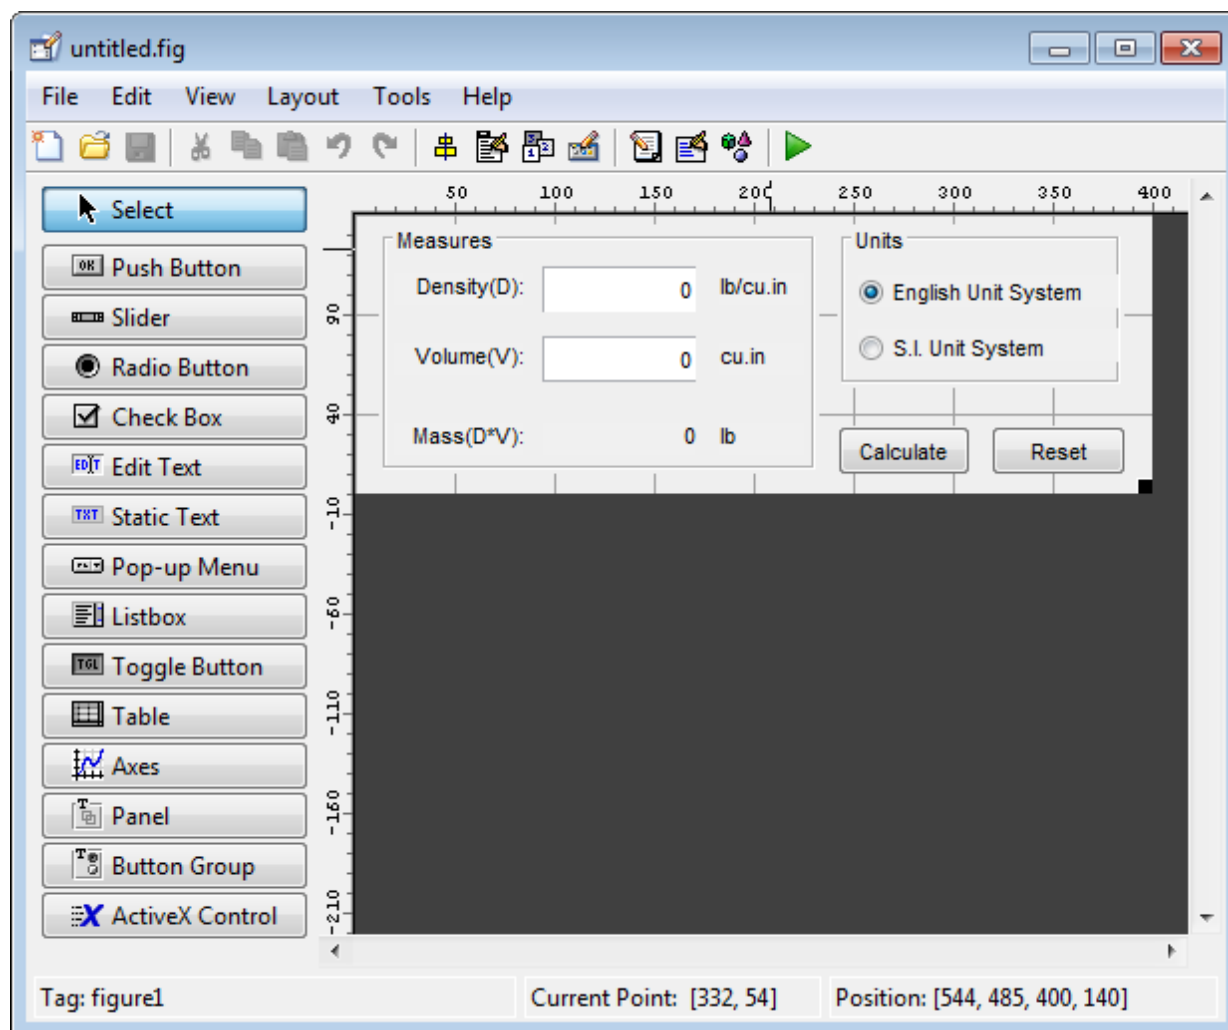 untitled.fig
File Edit View Layout Tools Help
Select
Push Button
Slider
Radio Button
Check Box
Edit Text
Static Text
Pop-up Menu
Listbox
Toggle Button
Table
Axes
Panel
Button Group
ActiveX Control
50 100 150 200 250 300 350 400
90
40
-10
-60
-110
-160
-210
Measures
Density(D): 0 lb/cu.in
Volume(V): 0 cu.in
Mass(D*V): 0 lb
Units
English Unit System
S.I. Unit System
Calculate Reset
Tag: figure1 Current Point: [332, 54] Position: [544, 485, 400, 140]